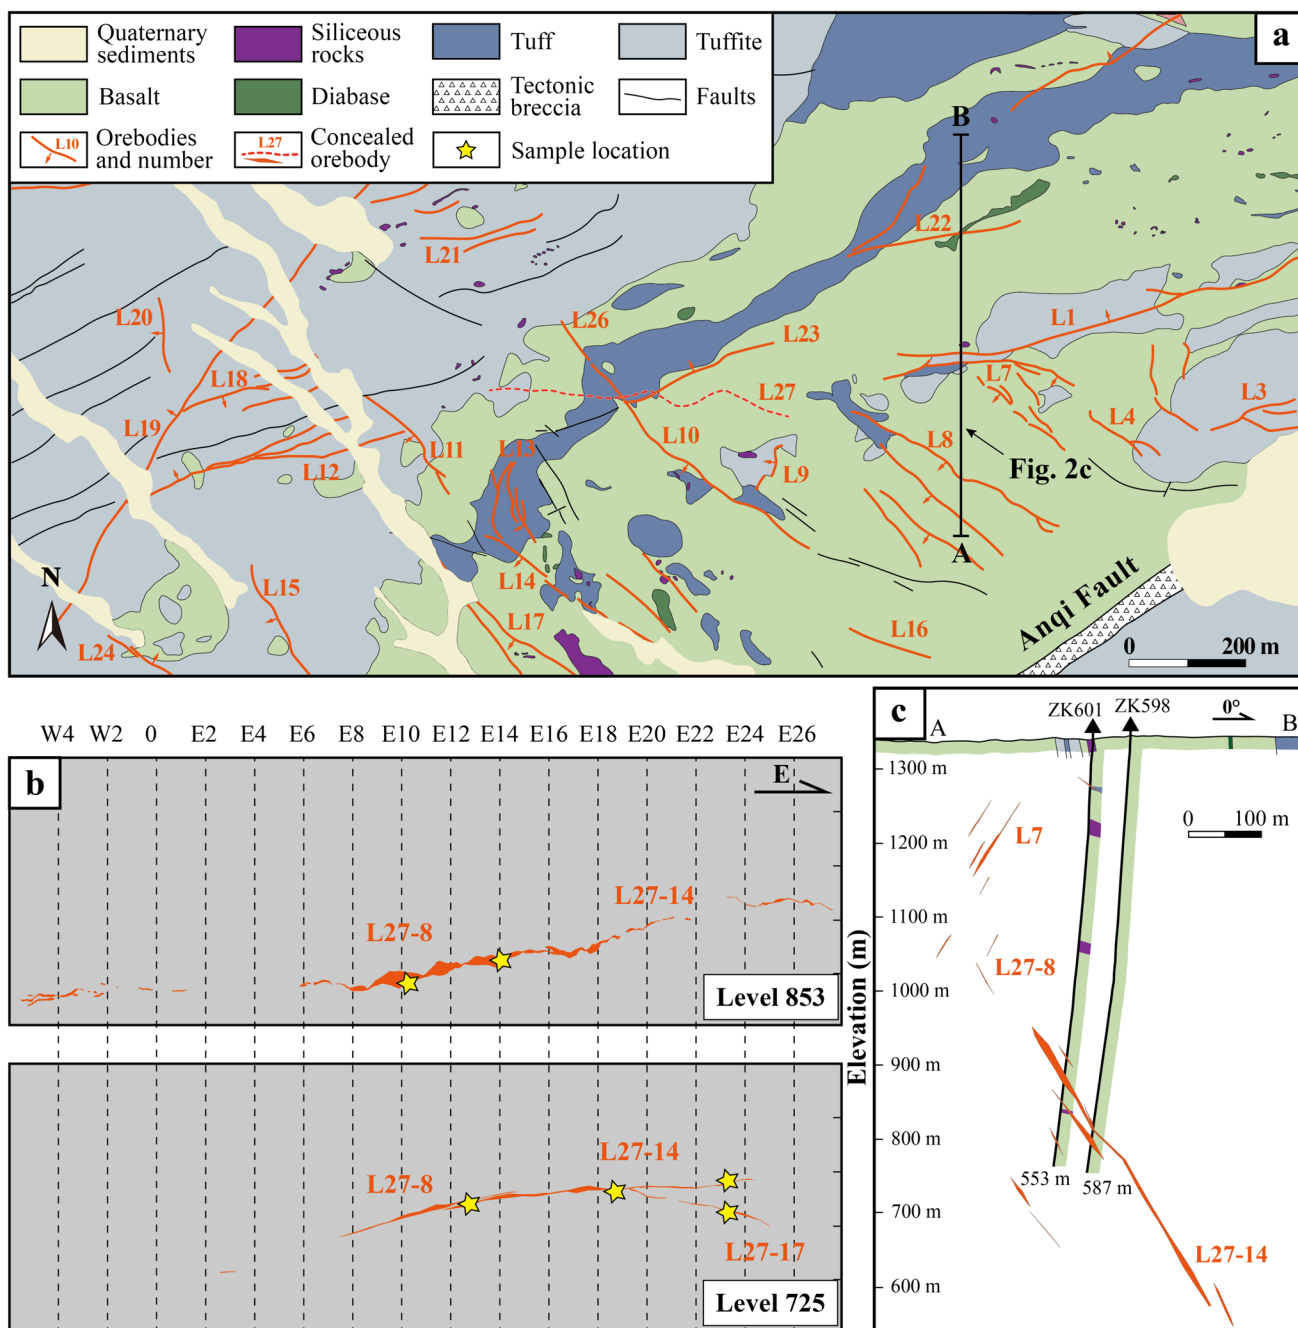 a
Quaternary
sediments
Siliceous
rocks
Tuff
Tuffite
Basalt
Diabase
Tectonic
breccia
Faults
L10
Orebodies
and number
L27
Concealed
orebody
Sample location
B
L22
L21
L20
L26
L1
L23
L18
L7
L27
L3
L19
L4
L10
L8
L11
L13
L12
L9
Fig. 2c
A
N
L14
L15
Anqi Fault
L17
L16
L24
0 200 m
W4 W2 0 E2 E4 E6 E8 E10 E12 E14 E16 E18 E20 E22 E24 E26
b
E
L27-14
L27-8
Level 853
L27-14
L27-8
L27-17
Level 725
c
A
ZK601
ZK598
0°
B
1300 m
0 100 m
L7
1200 m
1100 m
L27-8
1000 m
Elevation (m)
900 m
800 m
553 m
587 m
700 m
L27-14
600 m